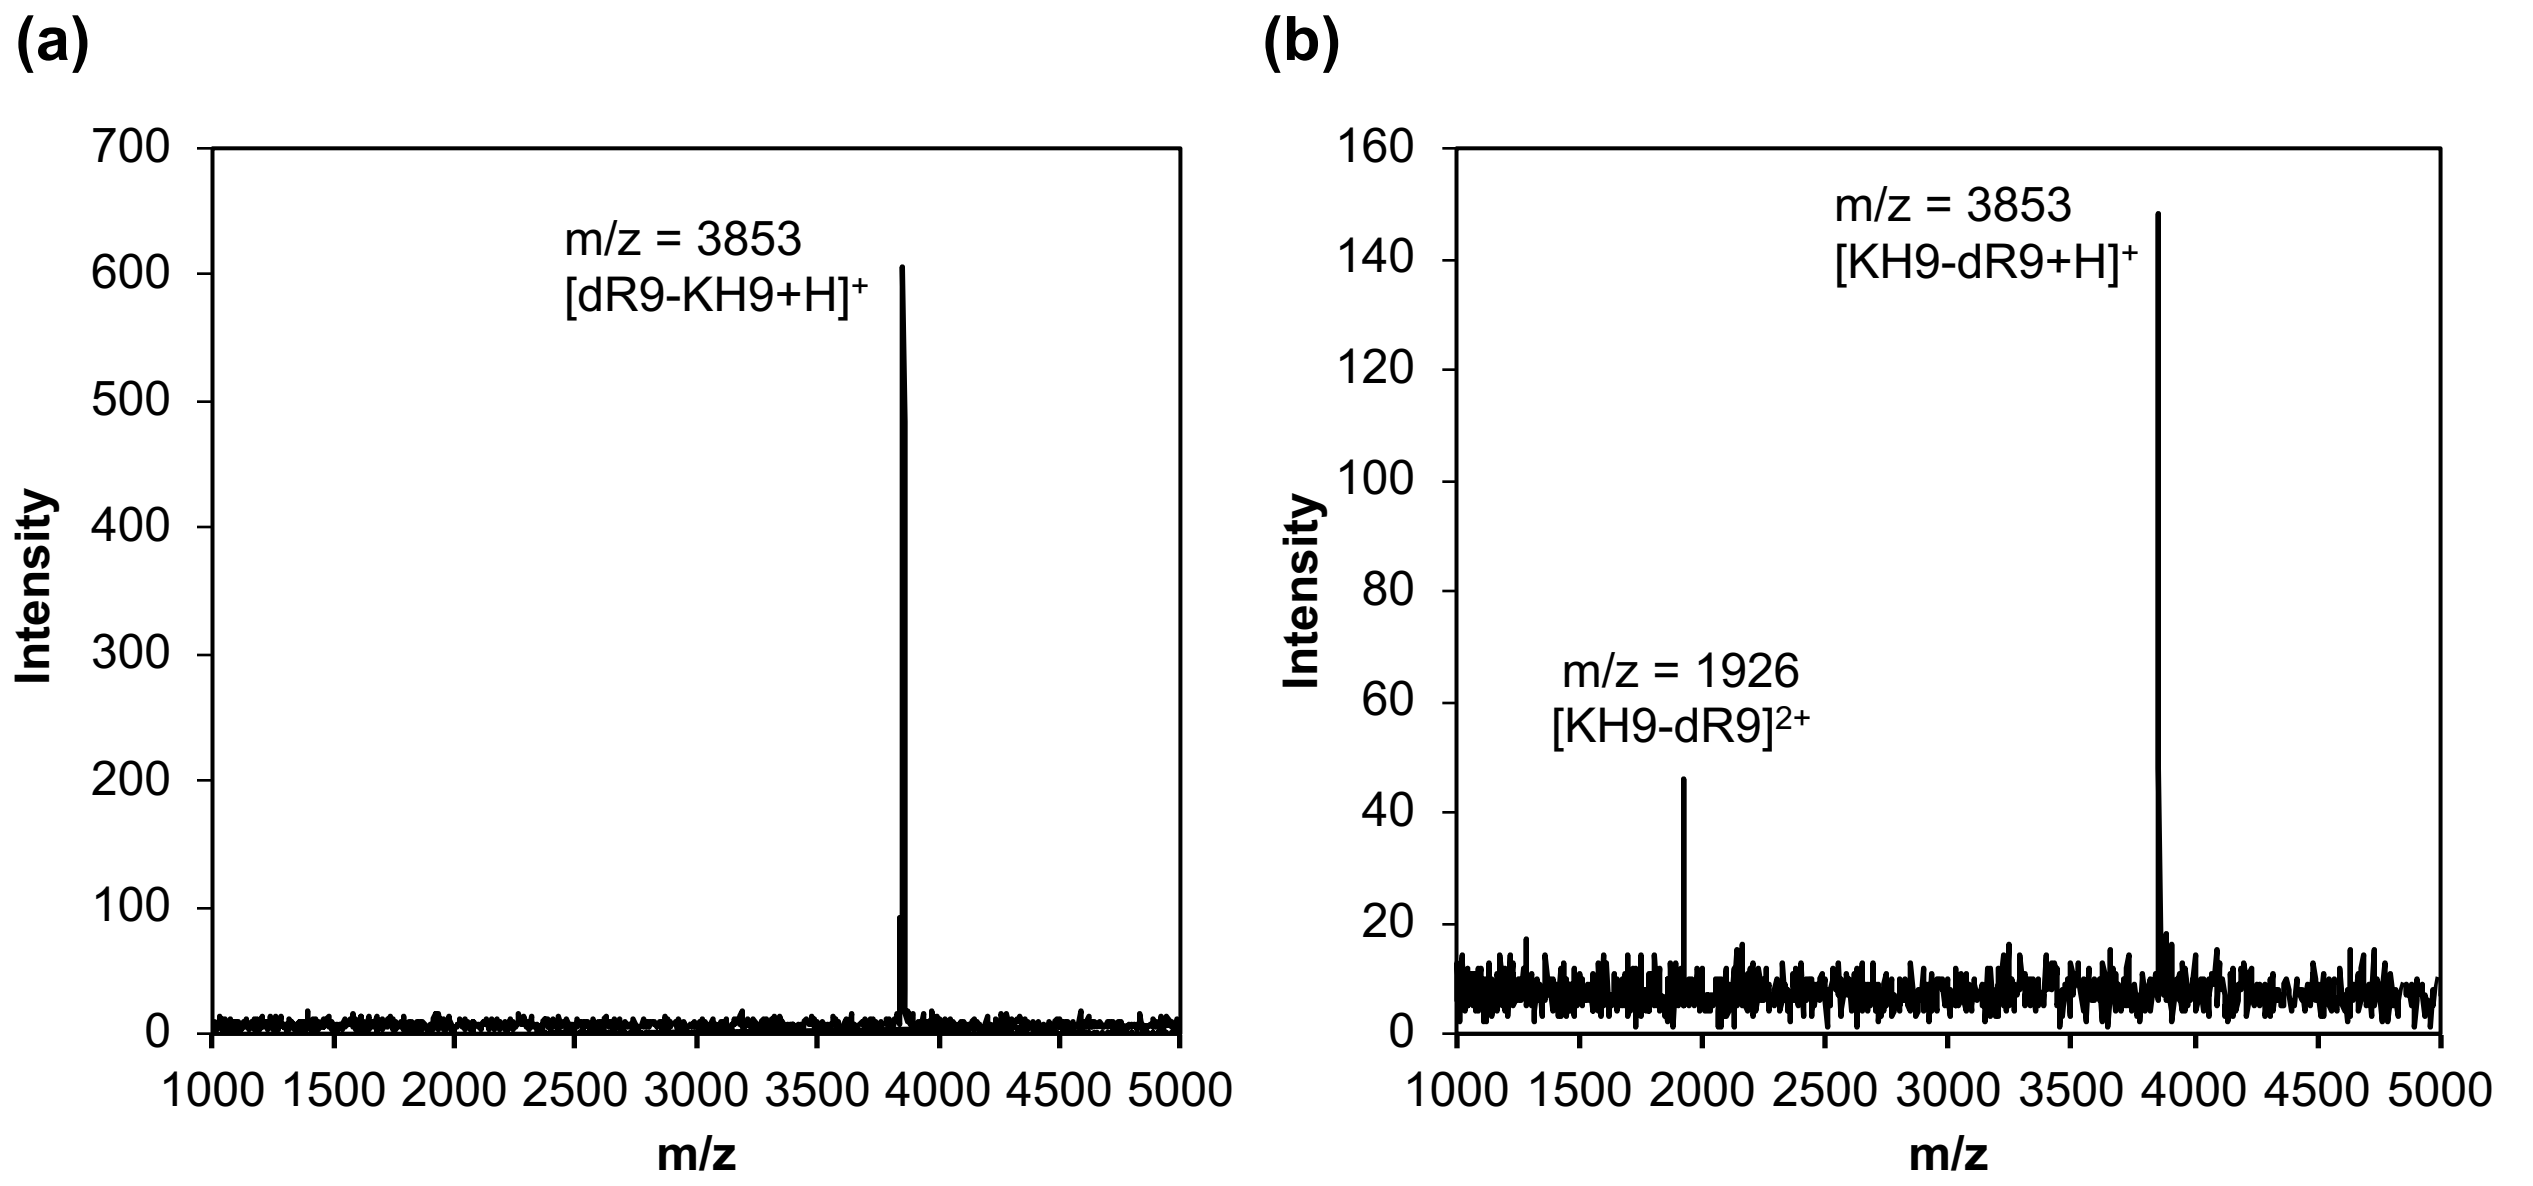 (a)
700
600
500
400
300
200
100
0
Intensity
m/z = 3853
[dR9-KH9+H]⁺
1000 1500 2000 2500 3000 3500 4000 4500 5000
m/z
(b)
160
140
120
100
80
60
40
20
0
Intensity
m/z = 3853
[KH9-dR9+H]⁺
m/z = 1926
[KH9-dR9]²⁺
1000 1500 2000 2500 3000 3500 4000 4500 5000
m/z